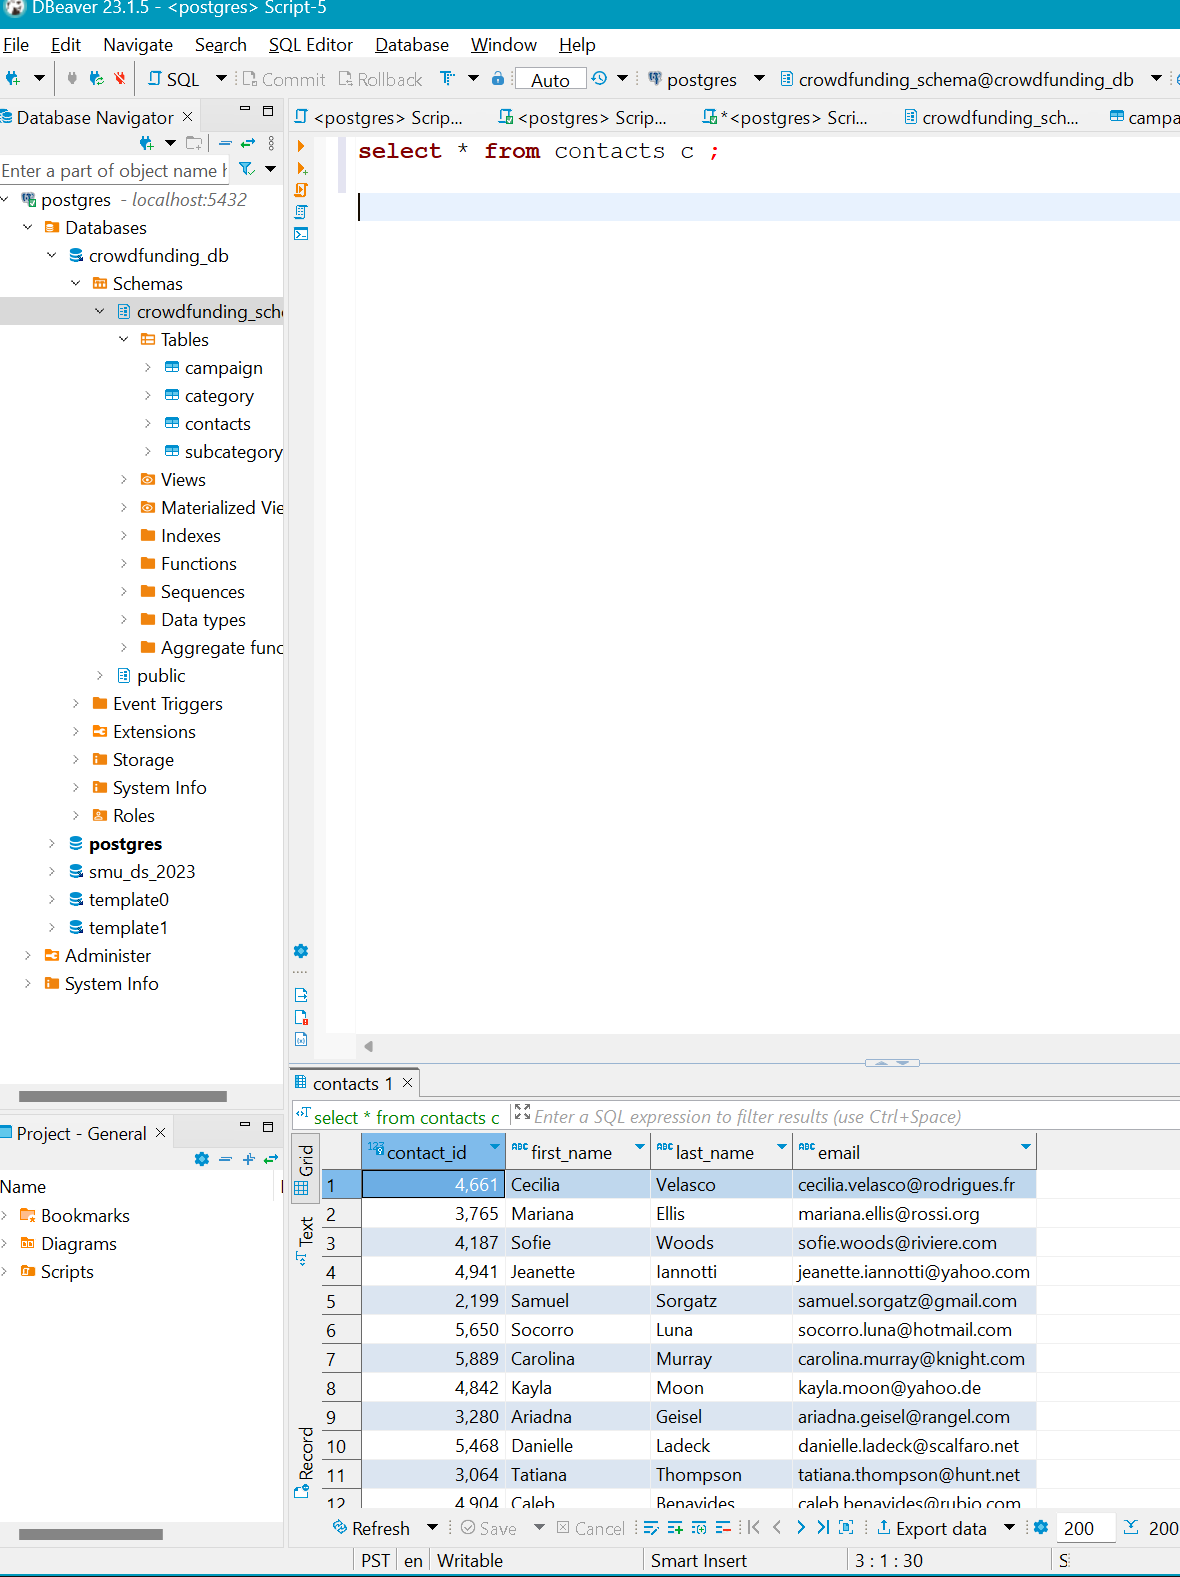 DBeaver 23.1.5 - <postgres> Script-5
File Edit Navigate Search SQL Editor Database Window Help
SQL Commit Rollback T Auto postgres crowdfunding_schema@crowdfunding_db
Database Navigator
<postgres> Scrip... <postgres> Scrip... *<postgres> Scri... crowdfunding_sch... campa
Enter a part of object name h
select * from contacts c ;
postgres - localhost:5432
Databases
crowdfunding_db
Schemas
crowdfunding_sche
Tables
campaign
category
contacts
subcategory
Views
Materialized Vie
Indexes
Functions
Sequences
Data types
Aggregate func
public
Event Triggers
Extensions
Storage
System Info
Roles
postgres
smu_ds_2023
template0
template1
Administer
System Info
Project - General
Name
Bookmarks
Diagrams
Scripts
contacts 1
select * from contacts c Enter a SQL expression to filter results (use Ctrl+Space)
Grid
Text
Record
123 contact_id ABC first_name ABC last_name ABC email
1 4,661 Cecilia Velasco cecilia.velasco@rodrigues.fr
2 3,765 Mariana Ellis mariana.ellis@rossi.org
3 4,187 Sofie Woods sofie.woods@riviere.com
4 4,941 Jeanette Iannotti jeanette.iannotti@yahoo.com
5 2,199 Samuel Sorgatz samuel.sorgatz@gmail.com
6 5,650 Socorro Luna socorro.luna@hotmail.com
7 5,889 Carolina Murray carolina.murray@knight.com
8 4,842 Kayla Moon kayla.moon@yahoo.de
9 3,280 Ariadna Geisel ariadna.geisel@rangel.com
10 5,468 Danielle Ladeck danielle.ladeck@scalfaro.net
11 3,064 Tatiana Thompson tatiana.thompson@hunt.net
12 4,904 Caleb Benavides caleb.benavides@rubio.com
Refresh Save Cancel Export data 200 200
PST en Writable Smart Insert 3 : 1 : 30